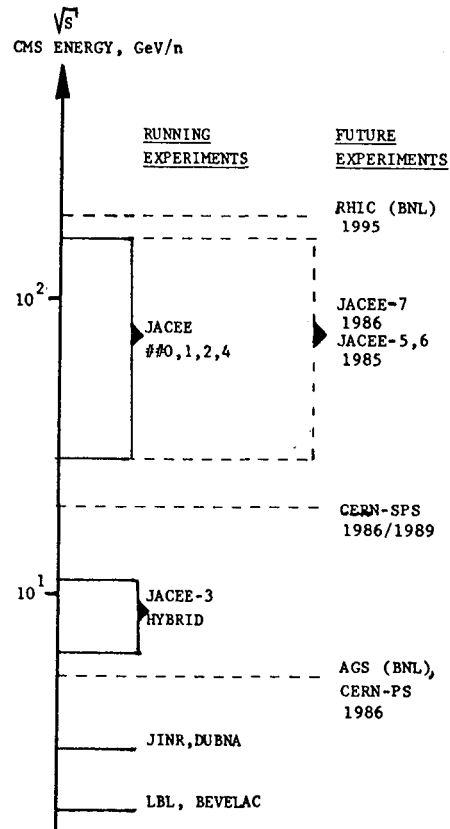 √s
CMS ENERGY, GeV/n
RUNNING
EXPERIMENTS
FUTURE
EXPERIMENTS
RHIC (BNL)
1995
10²
JACEE
##0,1,2,4
JACEE-7
1986
JACEE-5,6
1985
CERN-SPS
1986/1989
10¹
JACEE-3
HYBRID
AGS (BNL),
CERN-PS
1986
JINR,DUBNA
LBL, BEVELAC